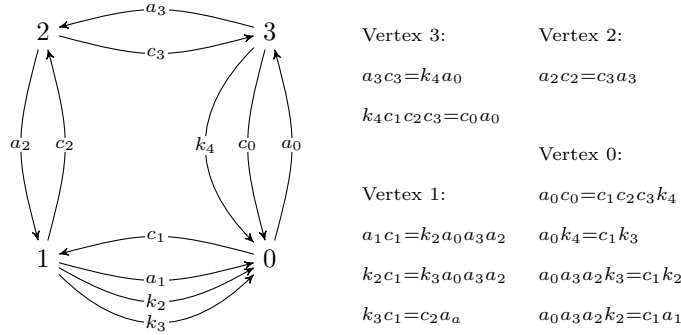 2
3
a₃
c₃
a₂
c₂
k₄
c₀
a₀
1
0
c₁
a₁
k₂
k₃
Vertex 3:
a₃c₃=k₄a₀
k₄c₁c₂c₃=c₀a₀
Vertex 1:
a₁c₁=k₂a₀a₃a₂
k₂c₁=k₃a₀a₃a₂
k₃c₁=c₂aₐ
Vertex 2:
a₂c₂=c₃a₃
Vertex 0:
a₀c₀=c₁c₂c₃k₄
a₀k₄=c₁k₃
a₀a₃a₂k₃=c₁k₂
a₀a₃a₂k₂=c₁a₁